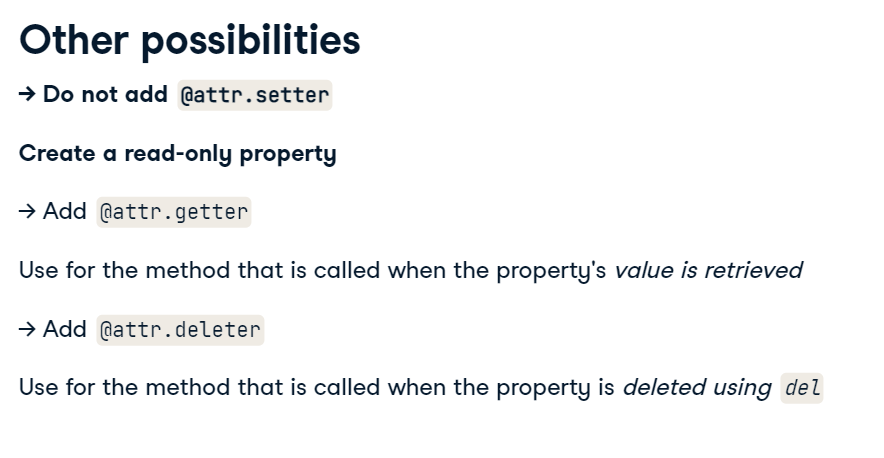 Other possibilities
→ Do not add @attr.setter
Create a read-only property
→ Add @attr.getter
Use for the method that is called when the property's value is retrieved
→ Add @attr.deleter
Use for the method that is called when the property is deleted using del